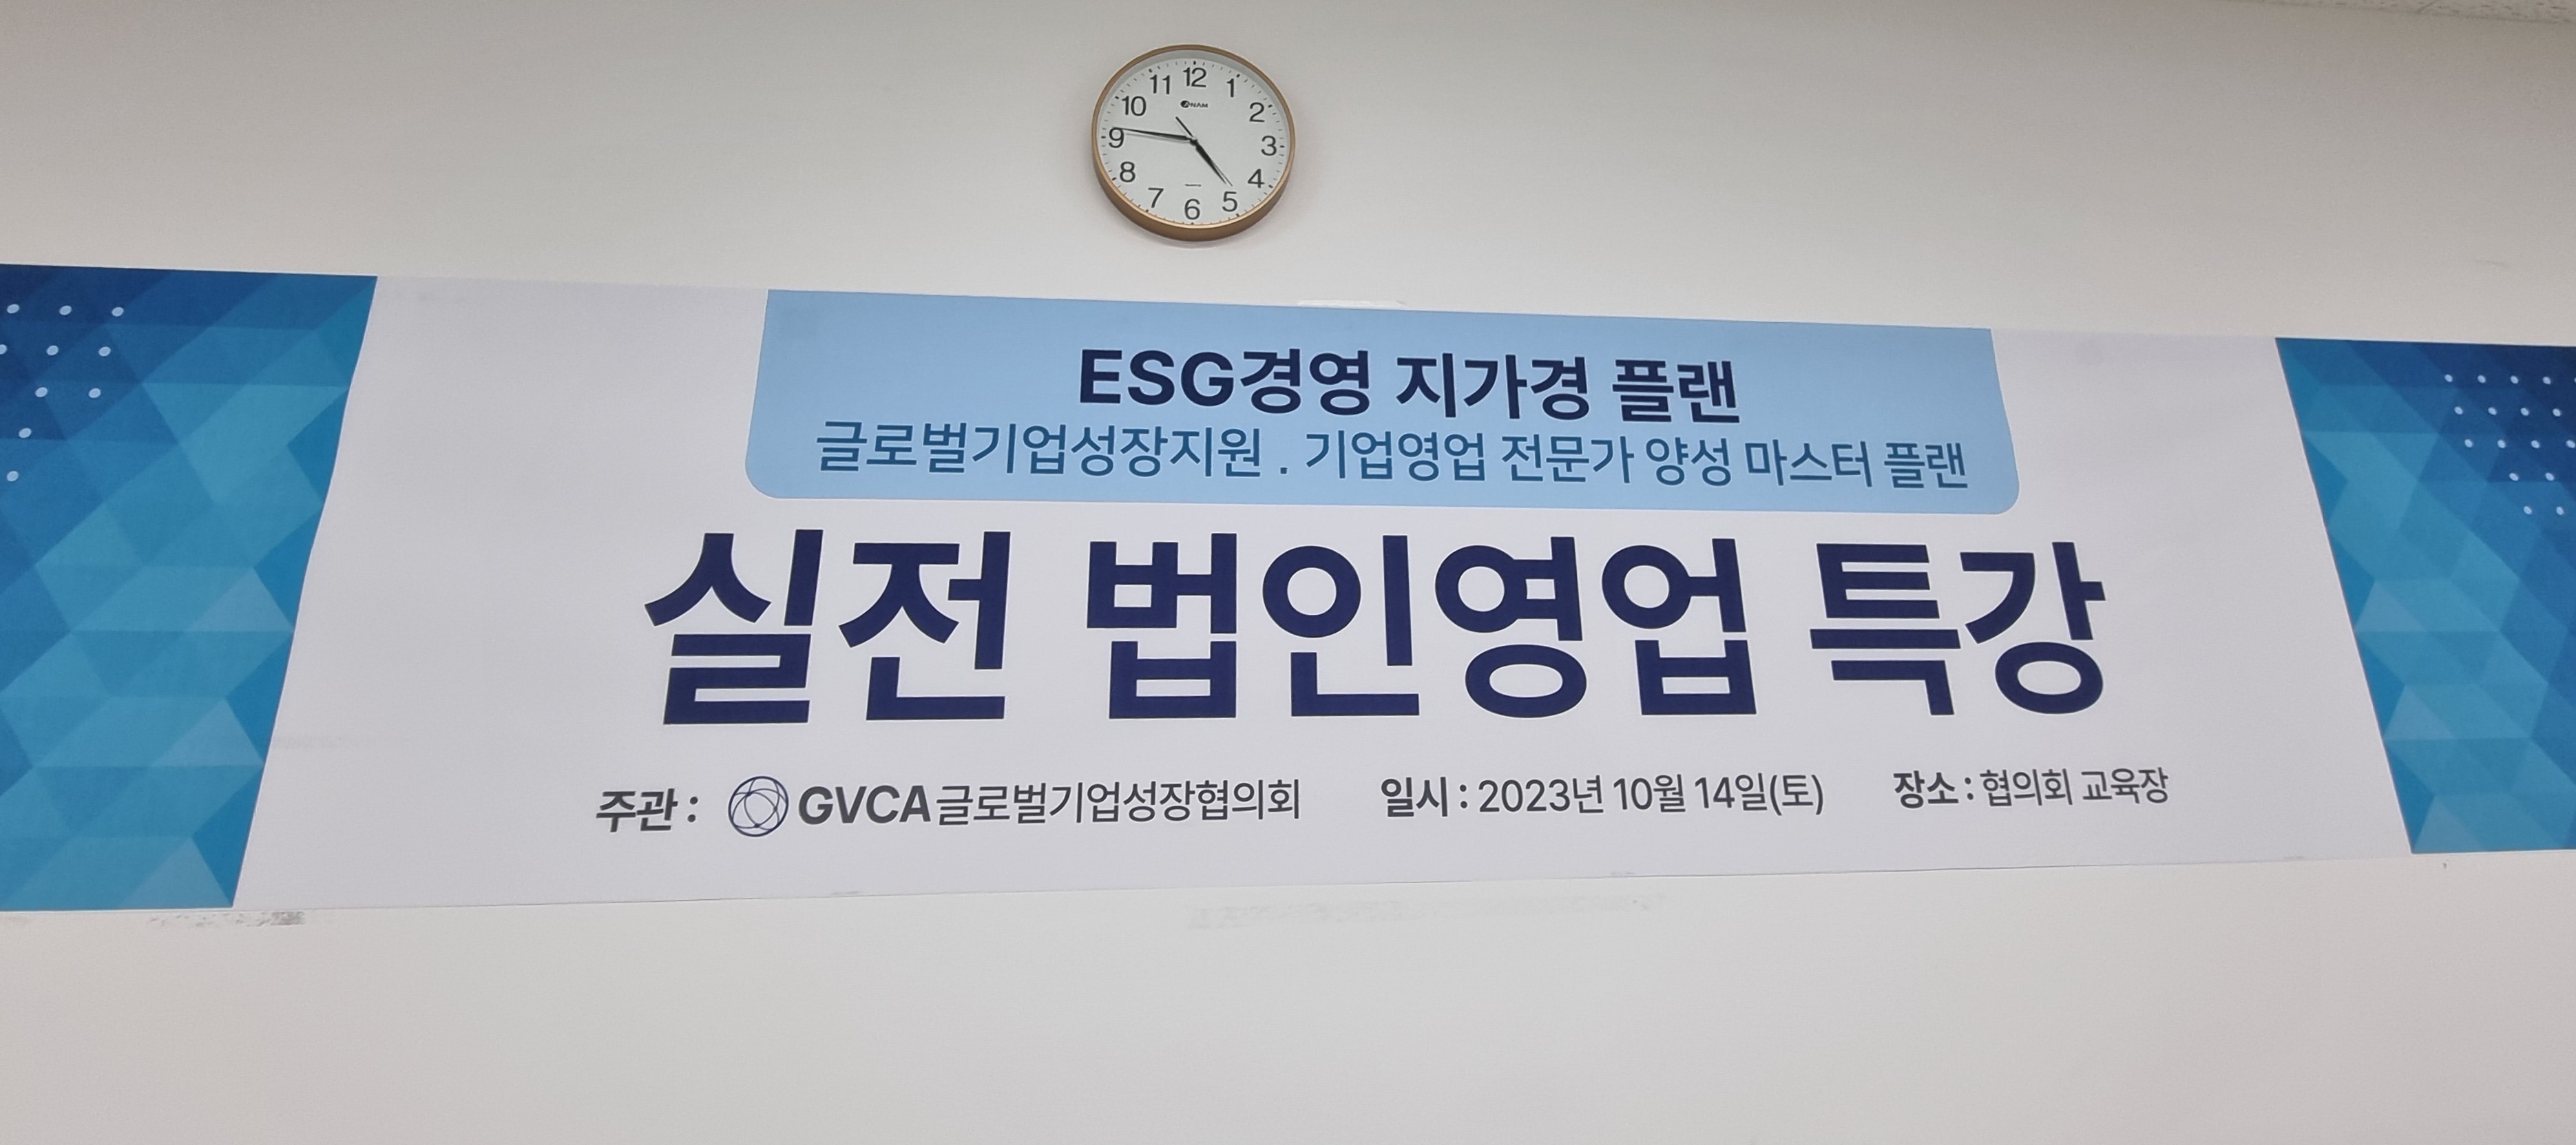 12
11 1
10 2
9 3
8 4
7 5
6
ESG경영 지가경 플랜
글로벌기업성장지원 . 기업영업 전문가 양성 마스터 플랜
실전 법인영업 특강
주관 : GVCA글로벌기업성장협의회 일시 : 2023년 10월 14일(토) 장소 : 협의회 교육장